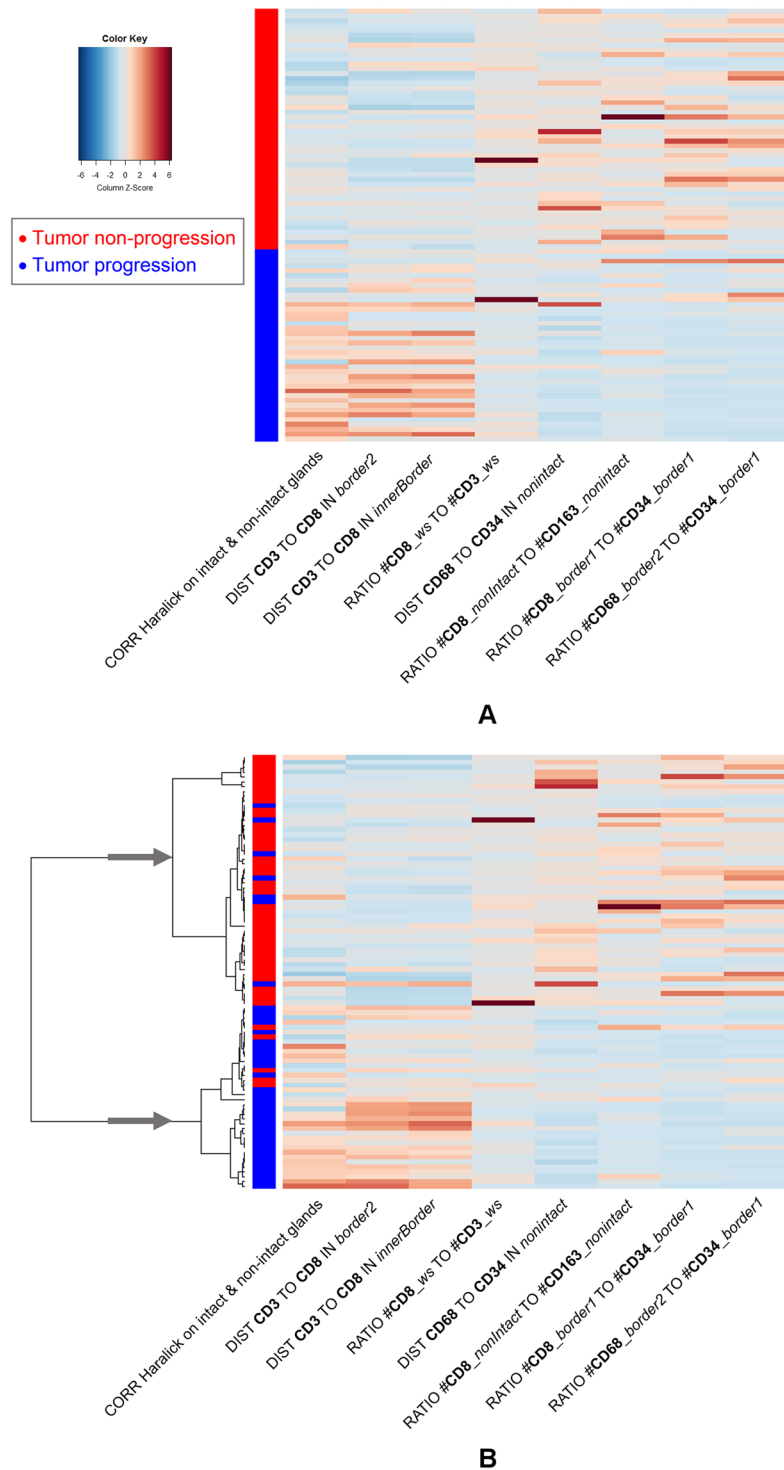 Color Key
-6 -4 -2 0 2 4 6
Column Z-Score
• Tumor non-progression
• Tumor progression
CORR Haralick on intact & non-intact glands
DIST CD3 TO CD8 IN border2
DIST CD3 TO CD8 IN innerBorder
RATIO #CD8_ws TO #CD3_ws
DIST CD68 TO CD34 IN nonintact
RATIO #CD8_nonIntact TO #CD163_nonintact
RATIO #CD8_border1 TO #CD34_border1
RATIO #CD68_border2 TO #CD34_border1
A
CORR Haralick on intact & non-intact glands
DIST CD3 TO CD8 IN border2
DIST CD3 TO CD8 IN innerBorder
RATIO #CD8_ws TO #CD3_ws
DIST CD68 TO CD34 IN nonintact
RATIO #CD8_nonIntact TO #CD163_nonintact
RATIO #CD8_border1 TO #CD34_border1
RATIO #CD68_border2 TO #CD34_border1
B